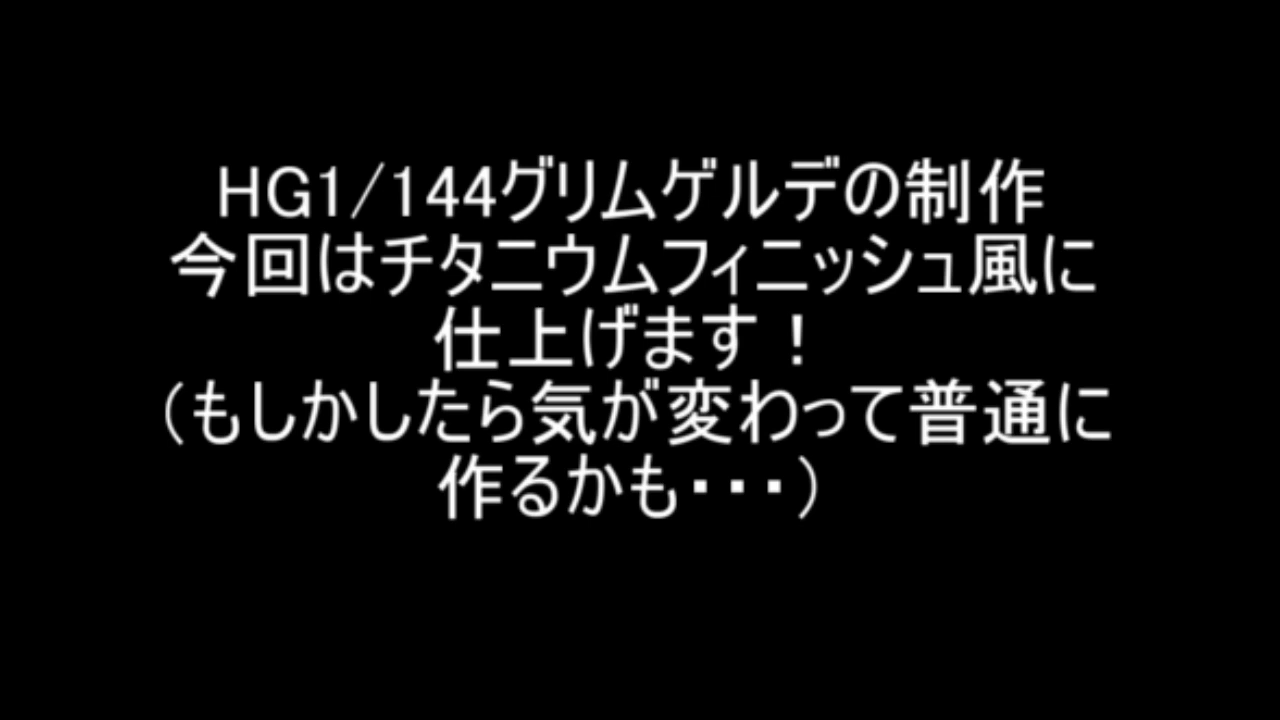 HG1/144グリムゲルデの制作
今回はチタニウムフィニッシュ風に
仕上げます！
(もしかしたら気が変わって普通に
作るかも・・・)